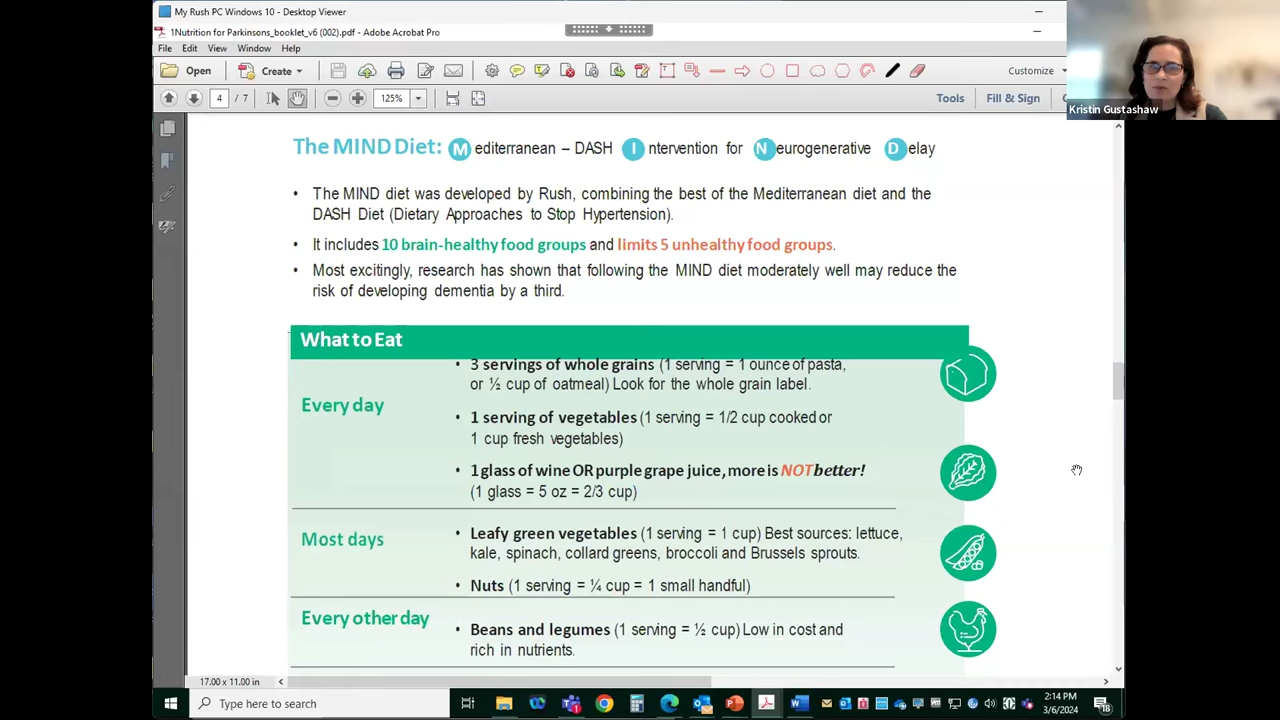 My Rush PC Windows 10 - Desktop Viewer
1Nutrition for Parkinsons_booklet_v6 (002).pdf - Adobe Acrobat Pro
File Edit View Window Help
Open Create Customize
4 / 7 125% Tools Fill & Sign
Kristin Gustashaw
The MIND Diet: Mediterranean – DASH Intervention for Neurogenerative Delay
• The MIND diet was developed by Rush, combining the best of the Mediterranean diet and the
DASH Diet (Dietary Approaches to Stop Hypertension).
• It includes 10 brain-healthy food groups and limits 5 unhealthy food groups.
• Most excitingly, research has shown that following the MIND diet moderately well may reduce the
risk of developing dementia by a third.
What to Eat
Every day
• 3 servings of whole grains (1 serving = 1 ounce of pasta,
or ½ cup of oatmeal) Look for the whole grain label.
• 1 serving of vegetables (1 serving = 1/2 cup cooked or
1 cup fresh vegetables)
• 1 glass of wine OR purple grape juice, more is NOT better!
(1 glass = 5 oz = 2/3 cup)
Most days
• Leafy green vegetables (1 serving = 1 cup) Best sources: lettuce,
kale, spinach, collard greens, broccoli and Brussels sprouts.
• Nuts (1 serving = ¼ cup = 1 small handful)
Every other day
• Beans and legumes (1 serving = ½ cup) Low in cost and
rich in nutrients.
17.00 x 11.00 in
Type here to search
2:14 PM
3/6/2024
18